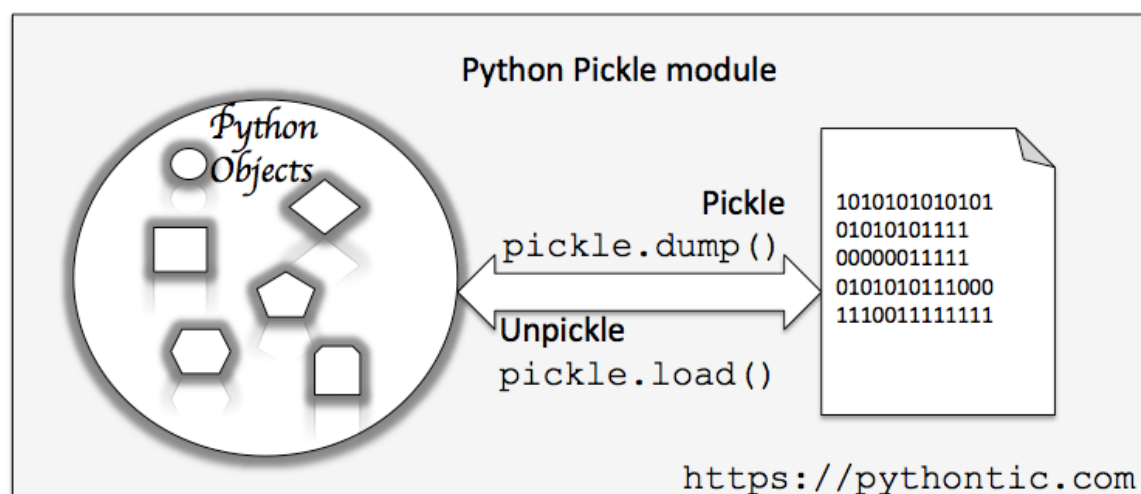 Python Pickle module
Python
Objects
Pickle
pickle.dump()
Unpickle
pickle.load()
1010101010101
01010101111
00000011111
0101010111000
1110011111111
https://pythontic.com